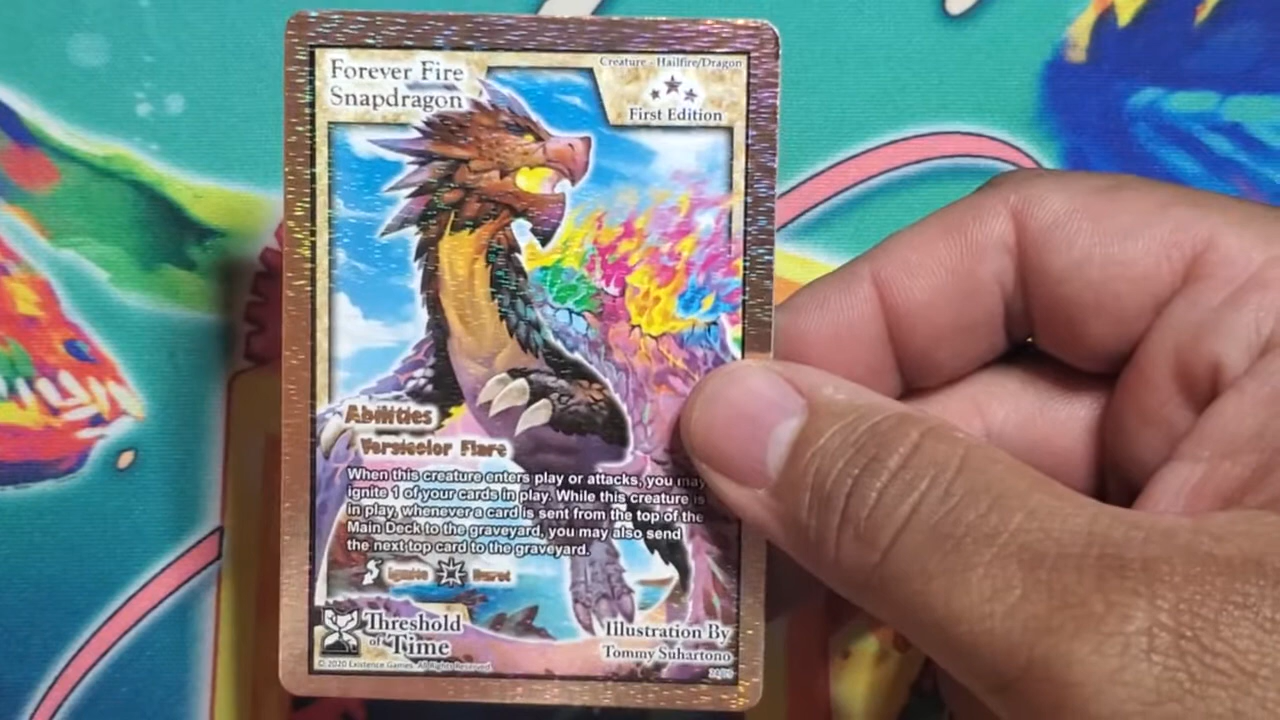 Forever Fire
Snapdragon
Creature - Hailfire/Dragon
First Edition
Abilities
Versicolor Flare
When this creature enters play or attacks, you may
ignite 1 of your cards in play. While this creature is
in play, whenever a card is sent from the top of the
Main Deck to the graveyard, you may also send
the next top card to the graveyard.
Ignite Burst
Threshold
of Time
© 2020 Existence Games. All Rights Reserved.
Illustration By
Tommy Suhartono